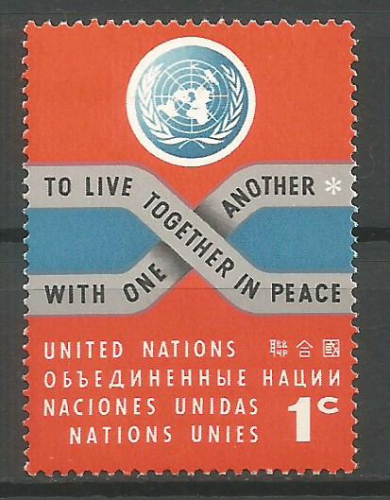 TO LIVE TOGETHER IN PEACE
WITH ONE ANOTHER *
UNITED NATIONS 聯合國
ОБЪЕДИНЕННЫЕ НАЦИИ
NACIONES UNIDAS
NATIONS UNIES 1c